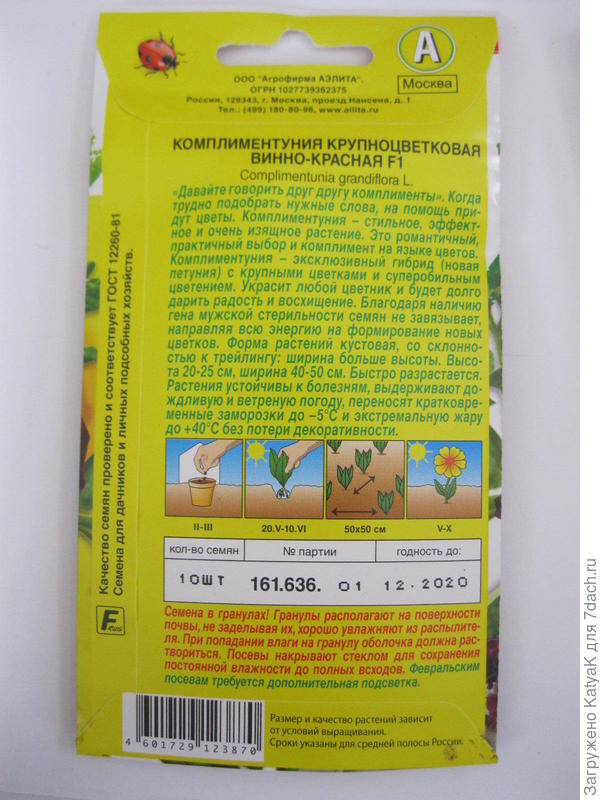 А
Москва
ООО "Агрофирма АЭЛИТА".
ОГРН 1027739362375
Россия, 129343, г. Москва, проезд Нансена, д. 1
Тел.: (499) 180-80-96, www.ailita.ru
КОМПЛИМЕНТУНИЯ КРУПНОЦВЕТКОВАЯ
ВИННО-КРАСНАЯ F1
Complimentunia grandiflora L.
«Давайте говорить друг другу комплименты». Когда
трудно подобрать нужные слова, на помощь при-
дут цветы. Комплиментуния – стильное, эффект-
ное и очень изящное растение. Это романтичный,
практичный выбор и комплимент на языке цветов.
Комплиментуния – эксклюзивный гибрид (новая
петуния) с крупными цветками и суперобильным
цветением. Украсит любой цветник и будет долго
дарить радость и восхищение. Благодаря наличию
гена мужской стерильности семян не завязывает,
направляя всю энергию на формирование новых
цветков. Форма растений кустовая, со склонно-
стью к трейлингу: ширина больше высоты. Высо-
та 20-25 см, ширина 40-50 см. Быстро разрастается.
Растения устойчивы к болезням, выдерживают до-
ждливую и ветреную погоду, переносят кратковре-
менные заморозки до –5°С и экстремальную жару
до +40°С без потери декоративности.
II-III
20.V-10.VI
50х50 см
V-X
кол-во семян
№ партии
годность до:
10ШТ
161.636.
01
12.2020
Семена в гранулах! Гранулы располагают на поверхности
почвы, не заделывая их, хорошо увлажняют из распылите-
ля. При попадании влаги на гранулу оболочка должна рас-
твориться. Посевы накрывают стеклом для сохранения
постоянной влажности до полных всходов. Февральским
посевам требуется дополнительная подсветка.
4 601729 123870
Размер и качество растений зависит
от условий выращивания.
Сроки указаны для средней полосы России.
Качество семян проверено и соответствует ГОСТ 12260-81
Семена для дачников и личных подсобных хозяйств.
Загружено KatyaK для 7dach.ru